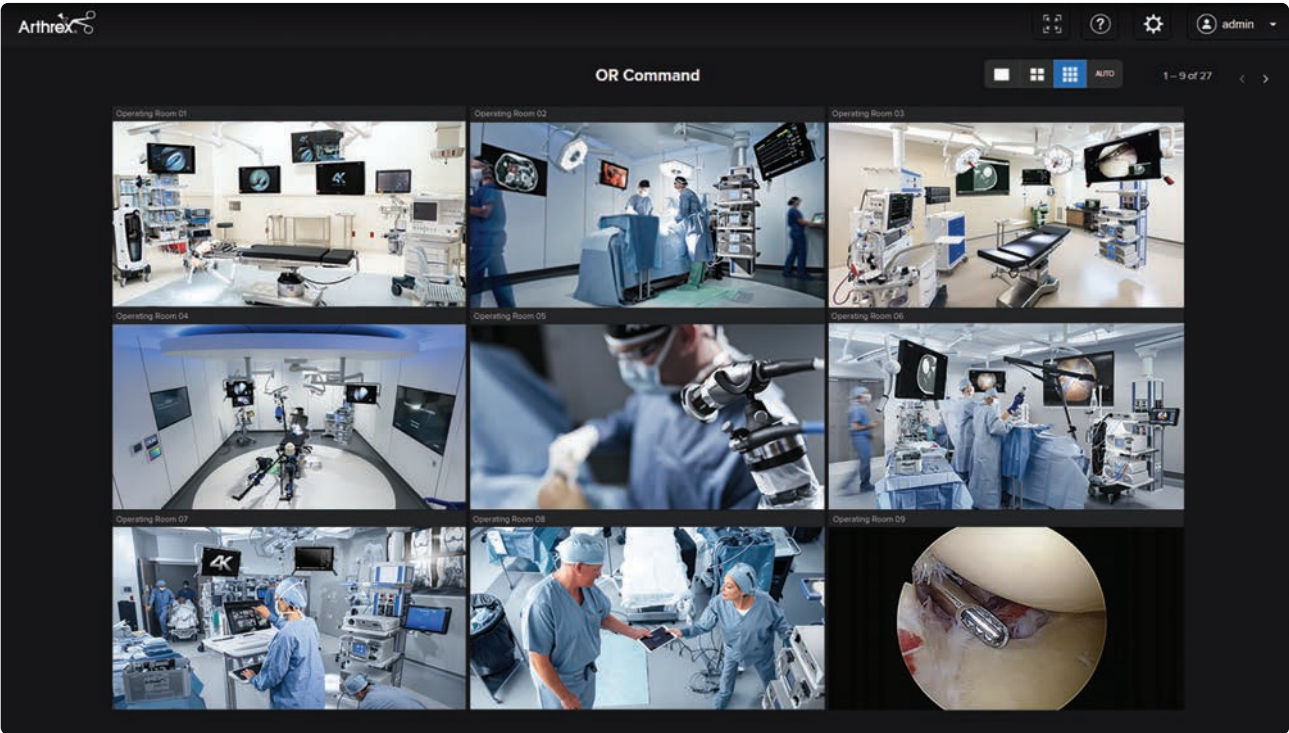 Arthrex
?
admin
OR Command
AUTO
1 – 9 of 27
Operating Room 01
Operating Room 02
Operating Room 03
4K
Operating Room 04
Operating Room 05
Operating Room 06
Operating Room 07
Operating Room 08
Operating Room 09
4K